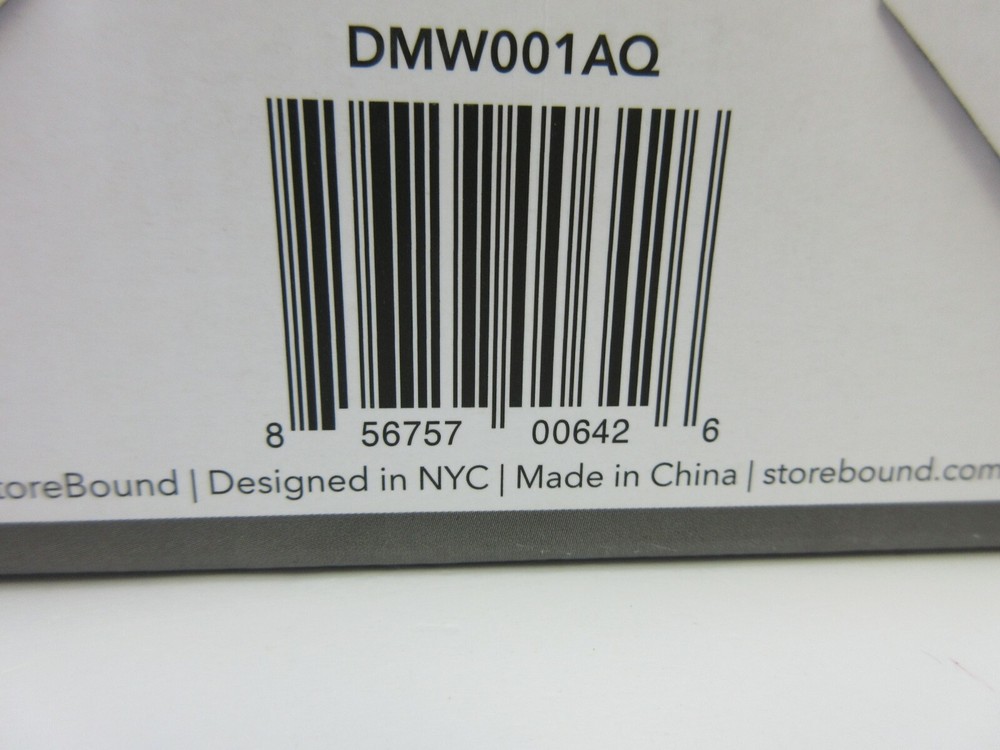 DMW001AQ
8 56757 00642 6
toreBound | Designed in NYC | Made in China | storebound.com